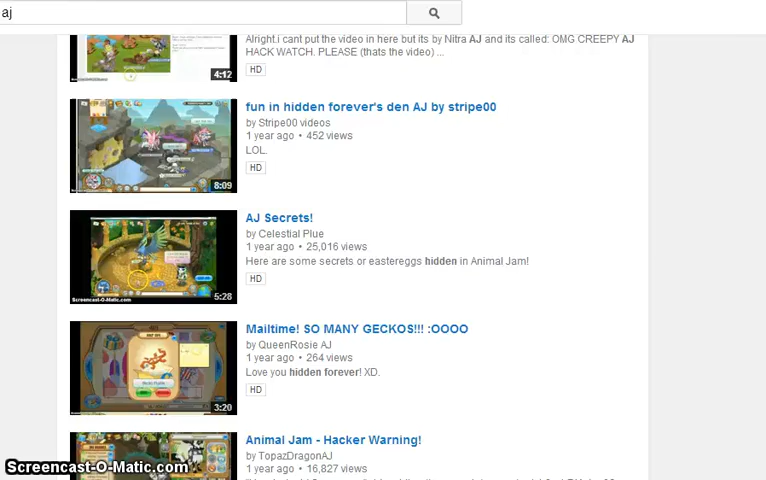 aj
Alright.i cant put the video in here but its by Nitra AJ and its called: OMG CREEPY AJ
HACK WATCH. PLEASE (thats the video) ...
HD
4:12
fun in hidden forever's den AJ by stripe00
by Stripe00 videos
1 year ago • 452 views
LOL.
HD
8:09
AJ Secrets!
by Celestial Plue
1 year ago • 25,016 views
Here are some secrets or eastereggs hidden in Animal Jam!
HD
Screencast-O-Matic.com
5:28
Mailtime! SO MANY GECKOS!!! :OOOO
by QueenRosie AJ
1 year ago • 264 views
Love you hidden forever! XD.
HD
3:20
Animal Jam - Hacker Warning!
by TopazDragonAJ
1 year ago • 16,827 views
Screencast-O-Matic.com